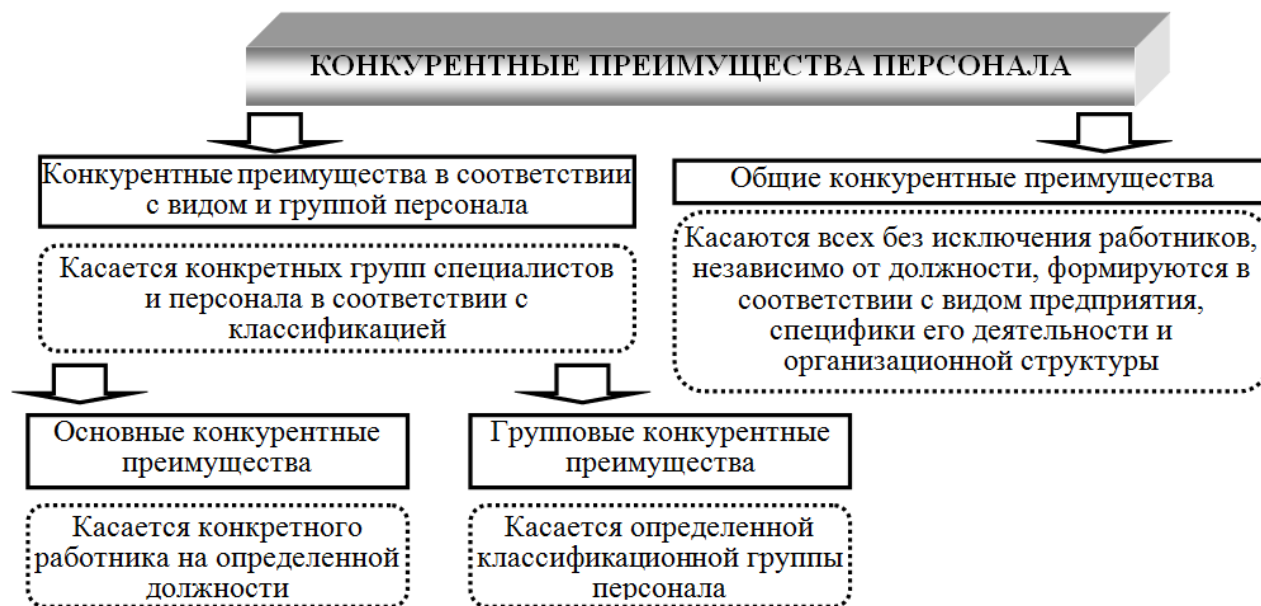 КОНКУРЕНТНЫЕ ПРЕИМУЩЕСТВА ПЕРСОНАЛА
Конкурентные преимущества в соответствии
с видом и группой персонала
Касается конкретных групп специалистов
и персонала в соответствии с
классификацией
Общие конкурентные преимущества
Касаются всех без исключения работников,
независимо от должности, формируются в
соответствии с видом предприятия,
специфики его деятельности и
организационной структуры
Основные конкурентные
преимущества
Касается конкретного
работника на определенной
должности
Групповые конкурентные
преимущества
Касается определенной
классификационной группы
персонала